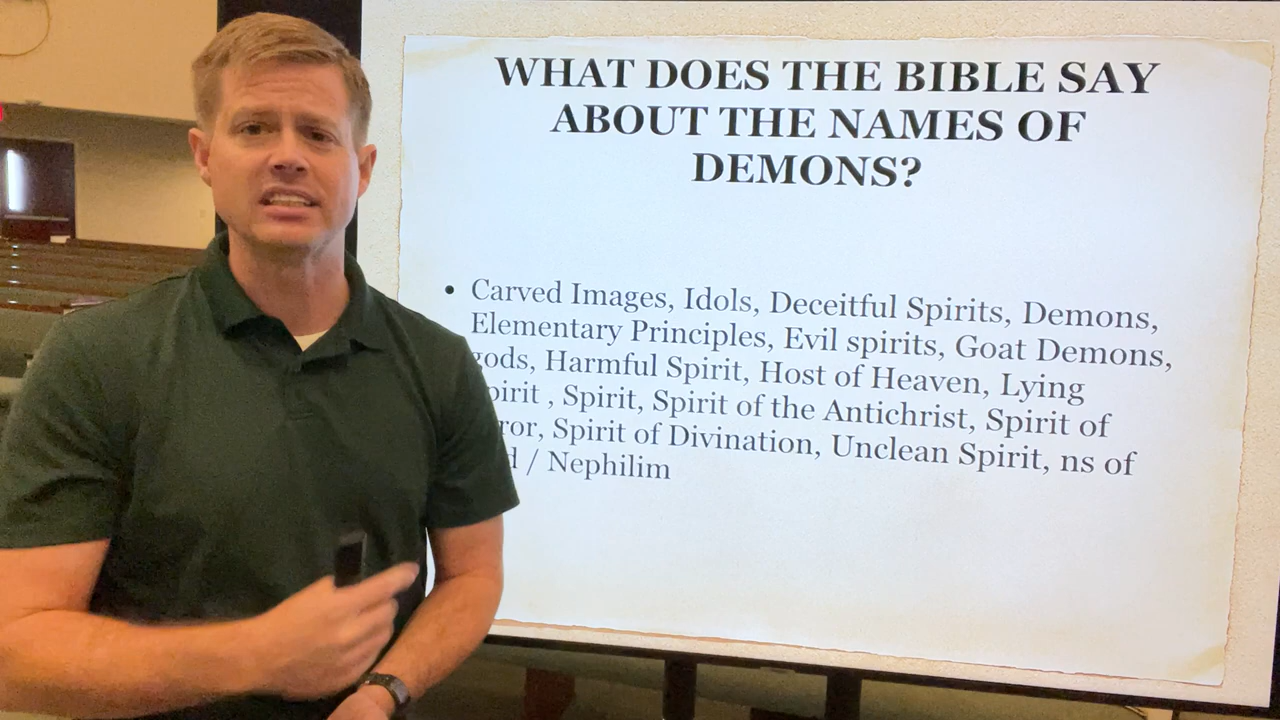 WHAT DOES THE BIBLE SAY
ABOUT THE NAMES OF
DEMONS?
• Carved Images, Idols, Deceitful Spirits, Demons,
Elementary Principles, Evil spirits, Goat Demons,
gods, Harmful Spirit, Host of Heaven, Lying
pirit , Spirit, Spirit of the Antichrist, Spirit of
ror, Spirit of Divination, Unclean Spirit, ns of
d / Nephilim